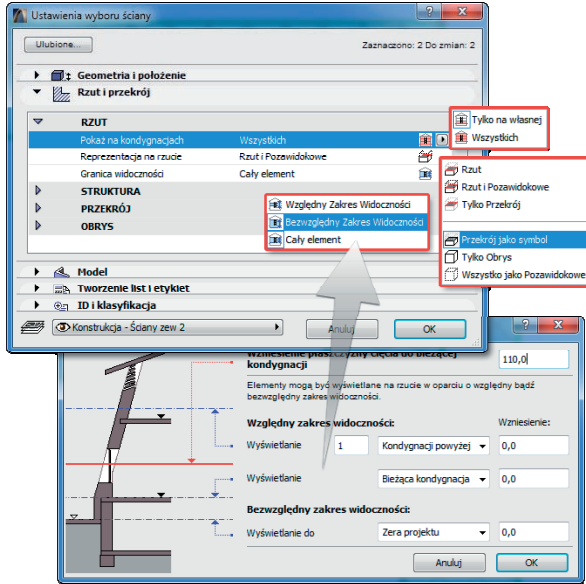 Ustawienia wyboru ściany
Ulubione...
Zaznaczono: 2 Do zmian: 2
Geometria i położenie
Rzut i przekrój
RZUT
Pokaż na kondygnacjach Wszystkich
Reprezentacja na rzucie Rzut i Pozawidokowe
Granica widoczności Cały element
STRUKTURA
PRZEKRÓJ
OBRYS
Tylko na własnej
Wszystkich
Rzut
Rzut i Pozawidokowe
Tylko Przekrój
Przekrój jako symbol
Tylko Obrys
Wszystko jako Pozawidokowe
Względny Zakres Widoczności
Bezwzględny Zakres Widoczności
Cały element
Model
Tworzenie list i etykiet
ID i klasyfikacja
Konstrukcja - Ściany zew 2
Anuluj
OK
Wzniesienie płaszczyzny cięcia do bieżącej
kondygnacji
110,0
Elementy mogą być wyświetlane na rzucie w oparciu o względny bądź
bezwzględny zakres widoczności.
Względny zakres widoczności: Wzniesienie:
Wyświetlanie 1 Kondygnacji powyżej 0,0
Wyświetlanie Bieżąca kondygnacja 0,0
Bezwzględny zakres widoczności:
Wyświetlanie do Zera projektu 0,0
Anuluj
OK